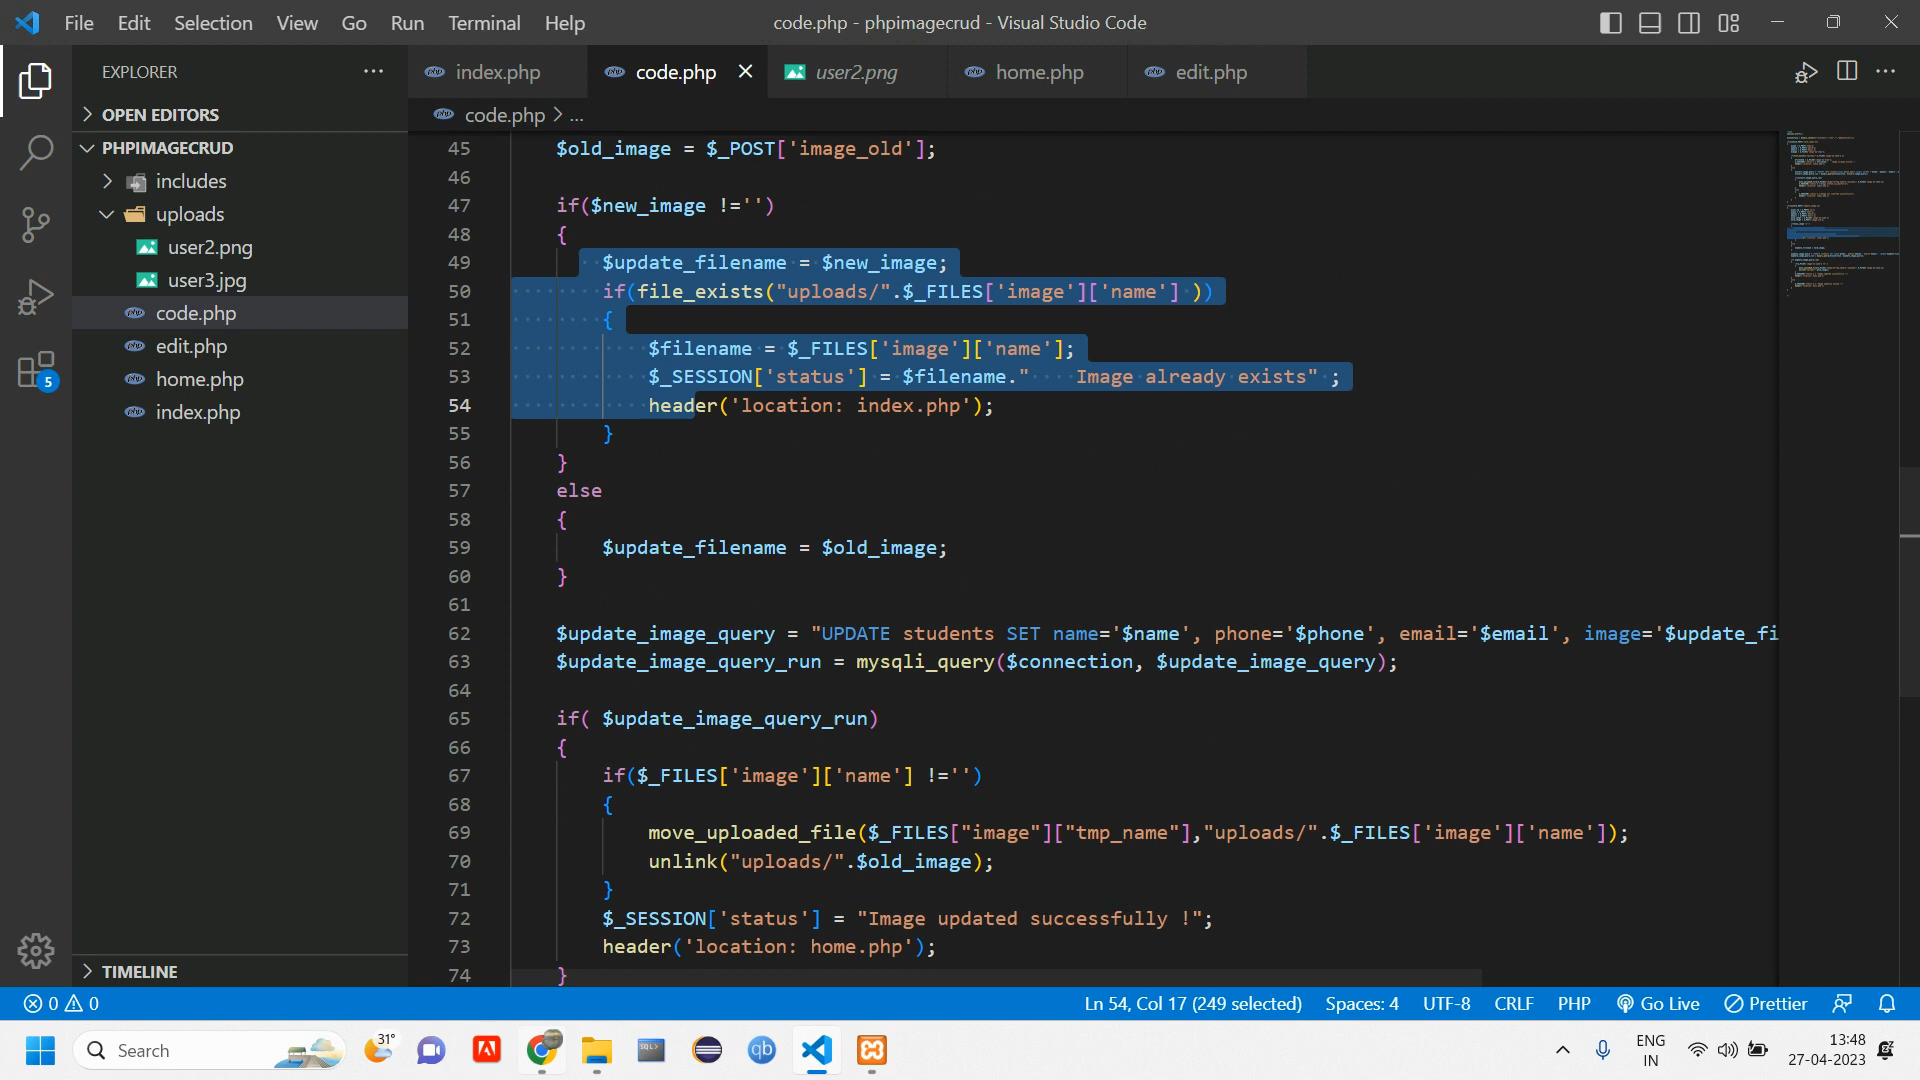 File Edit Selection View Go Run Terminal Help
code.php - phpimagecrud - Visual Studio Code
EXPLORER
index.php
code.php
user2.png
home.php
edit.php
OPEN EDITORS
code.php > ...
PHPIMAGECRUD
includes
uploads
user2.png
user3.jpg
code.php
edit.php
home.php
index.php
5
TIMELINE
45 $old_image = $_POST['image_old'];
46
47 if($new_image !='')
48 {
49 $update_filename = $new_image;
50 if(file_exists("uploads/".$_FILES['image']['name'] ))
51 {
52 $filename = $_FILES['image']['name'];
53 $_SESSION['status'] = $filename."    Image already exists" ;
54 header('location: index.php');
55 }
56 }
57 else
58 {
59 $update_filename = $old_image;
60 }
61
62 $update_image_query = "UPDATE students SET name='$name', phone='$phone', email='$email', image='$update_fi
63 $update_image_query_run = mysqli_query($connection, $update_image_query);
64
65 if( $update_image_query_run)
66 {
67 if($_FILES['image']['name'] !='')
68 {
69 move_uploaded_file($_FILES["image"]["tmp_name"],"uploads/".$_FILES['image']['name']);
70 unlink("uploads/".$old_image);
71 }
72 $_SESSION['status'] = "Image updated successfully !";
73 header('location: home.php');
74 }
0 0
Ln 54, Col 17 (249 selected) Spaces: 4 UTF-8 CRLF PHP Go Live Prettier
Search
31°
SQL>
qb
ENG
IN
13:48
27-04-2023